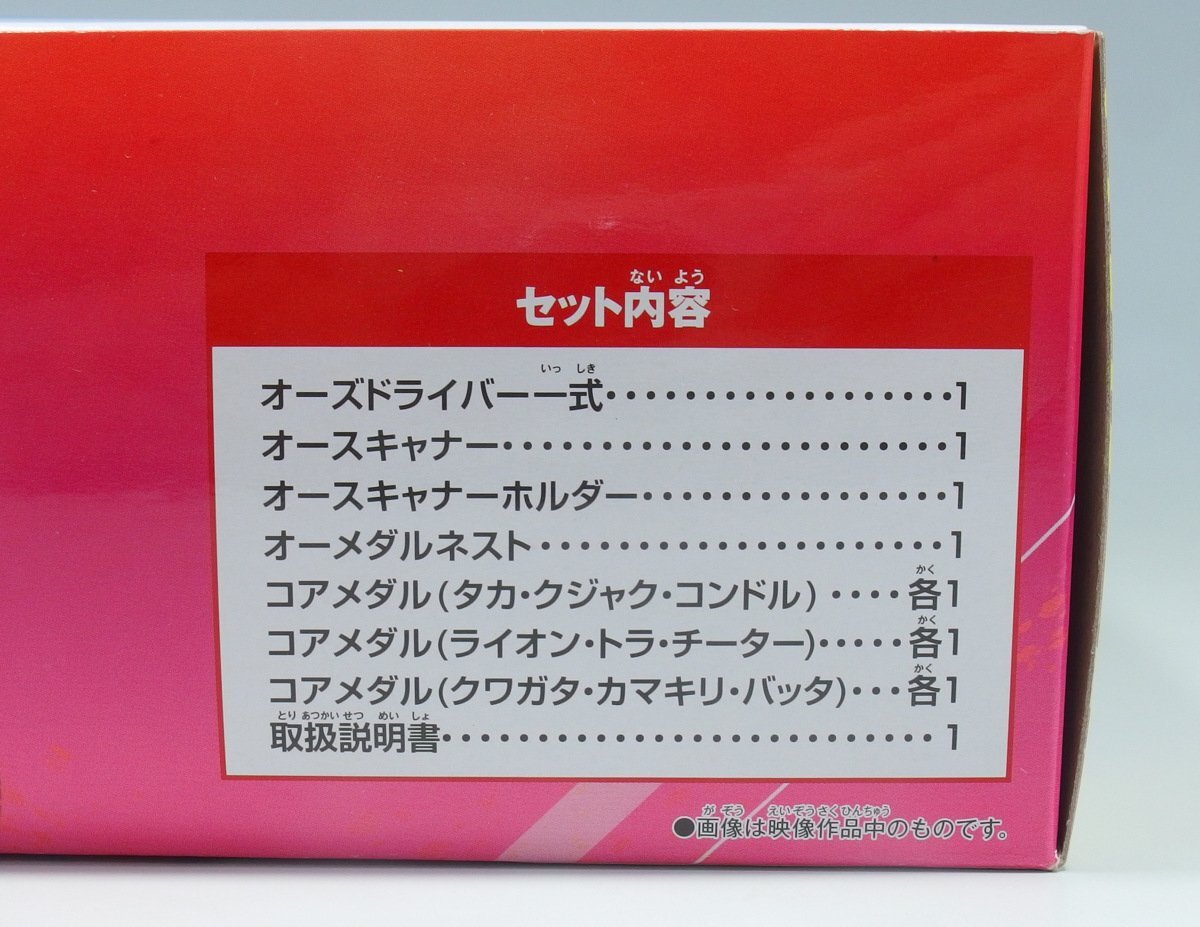 ない よう
セット内容
いっ しき
オーズドライバー一式・・・・・・・・・・・・・・・・・・・・・1
オースキャナー・・・・・・・・・・・・・・・・・・・・・・・・・・・1
オースキャナーホルダー・・・・・・・・・・・・・・・・・・・1
オーメダルネスト・・・・・・・・・・・・・・・・・・・・・・・・1
かく
コアメダル(タカ・クジャク・コンドル) ・・・・各1
かく
コアメダル(ライオン・トラ・チーター)・・・・・各1
かく
コアメダル(クワガタ・カマキリ・バッタ)・・・各1
とり あつかい せつ めい しょ
取扱説明書・・・・・・・・・・・・・・・・・・・・・・・・・・・・・1
が ぞう えいぞう さく ひんちゅう
●画像は映像作品中のものです。